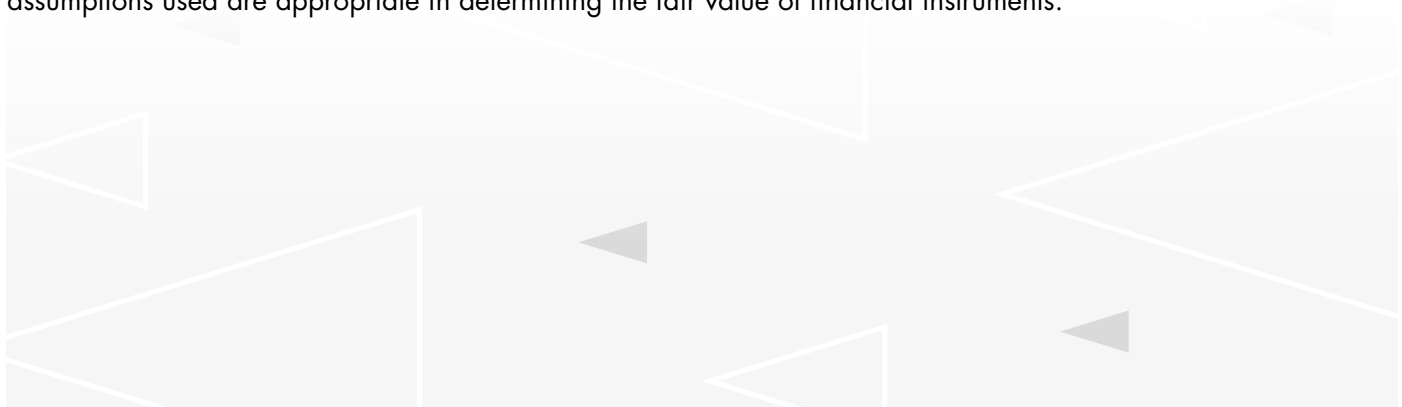 assumptions used are appropriate in determining the fair value of financial instruments.